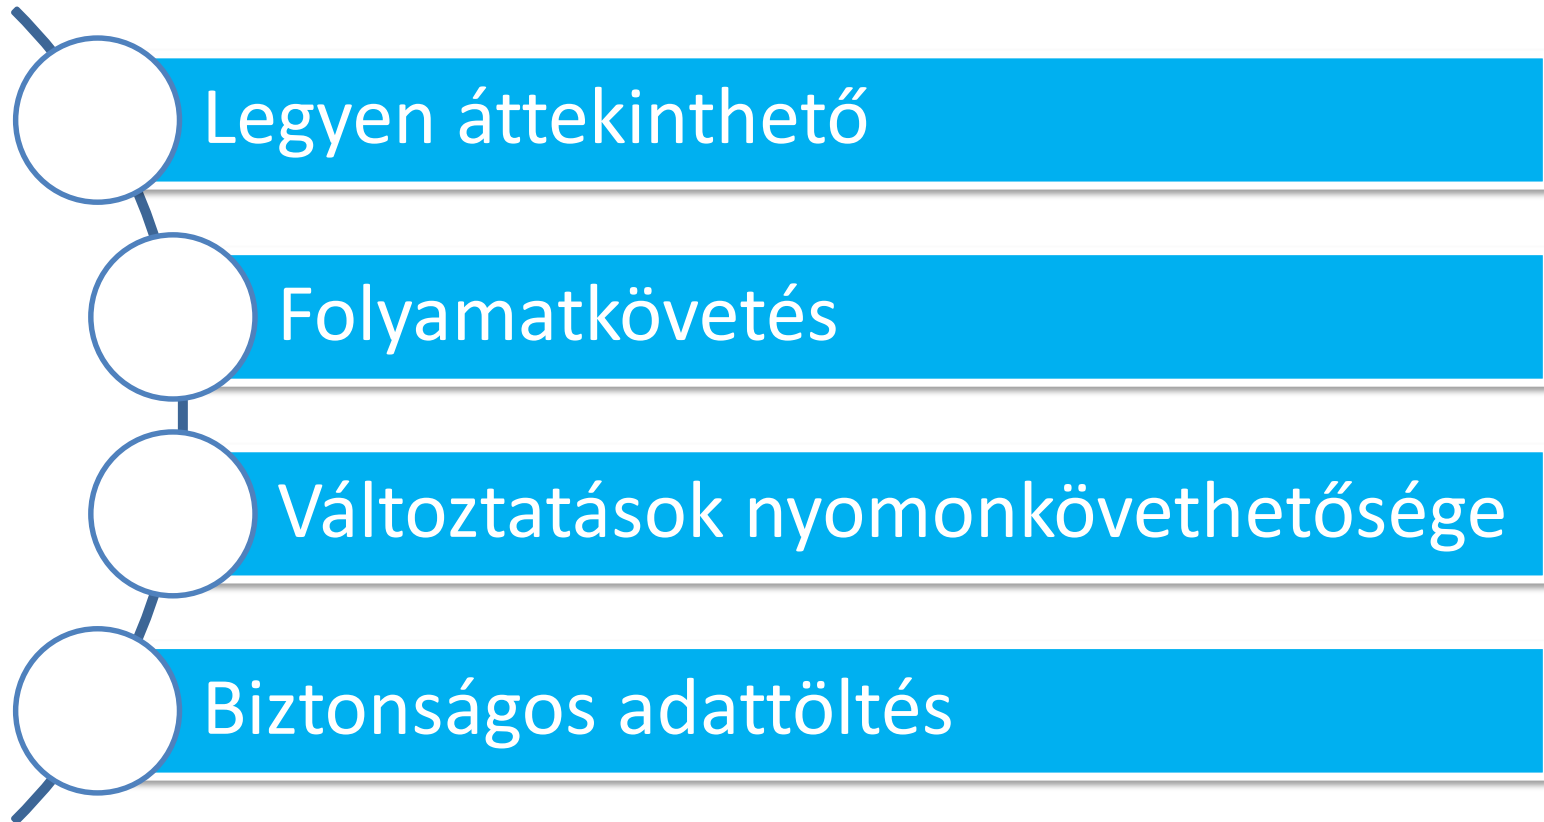 Legyen áttekinthető
Folyamatkövetés
Változtatások nyomonkövethetősége
Biztonságos adattöltés